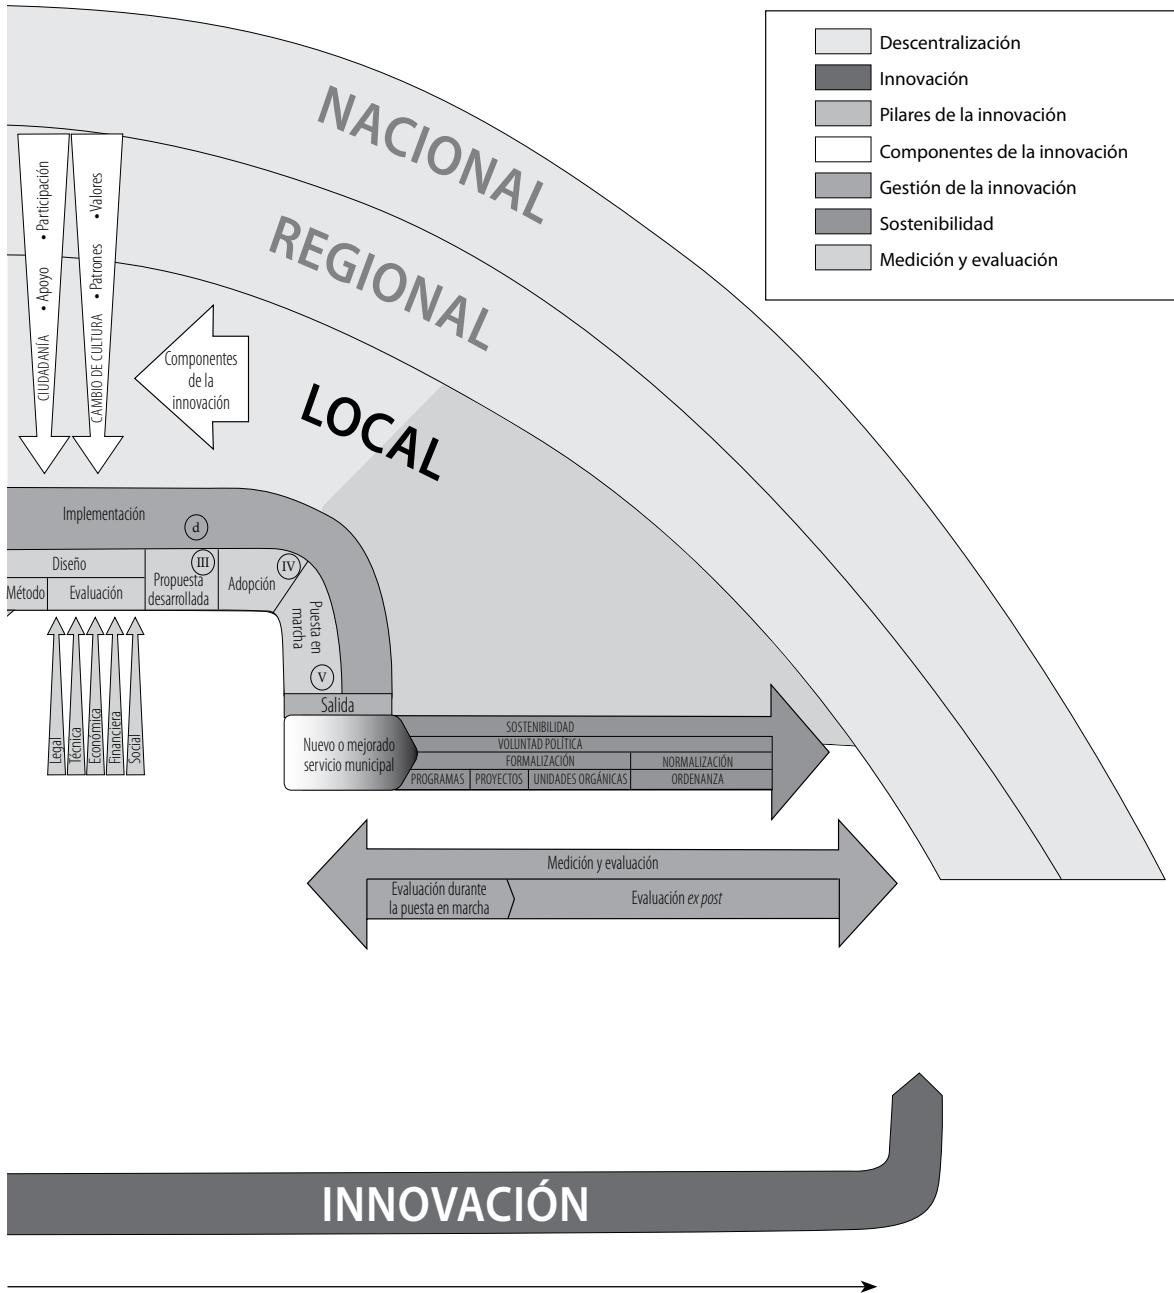 Descentralización
Innovación
Pilares de la innovación
Componentes de la innovación
Gestión de la innovación
Sostenibilidad
Medición y evaluación
NACIONAL
REGIONAL
LOCAL
CIUDADANÍA • Apoyo • Participación
CAMBIO DE CULTURA • Patrones • Valores
Componentes
de la
innovación
Implementación
d
Diseño
Método
Evaluación
III
Propuesta
desarrollada
Adopción
IV
Puesta en
marcha
V
Legal
Técnica
Económica
Financiera
Social
Salida
Nuevo o mejorado
servicio municipal
SOSTENIBILIDAD
VOLUNTAD POLÍTICA
FORMALIZACIÓN
NORMALIZACIÓN
PROGRAMAS
PROYECTOS
UNIDADES ORGÁNICAS
ORDENANZA
Medición y evaluación
Evaluación durante
la puesta en marcha
Evaluación ex post
INNOVACIÓN